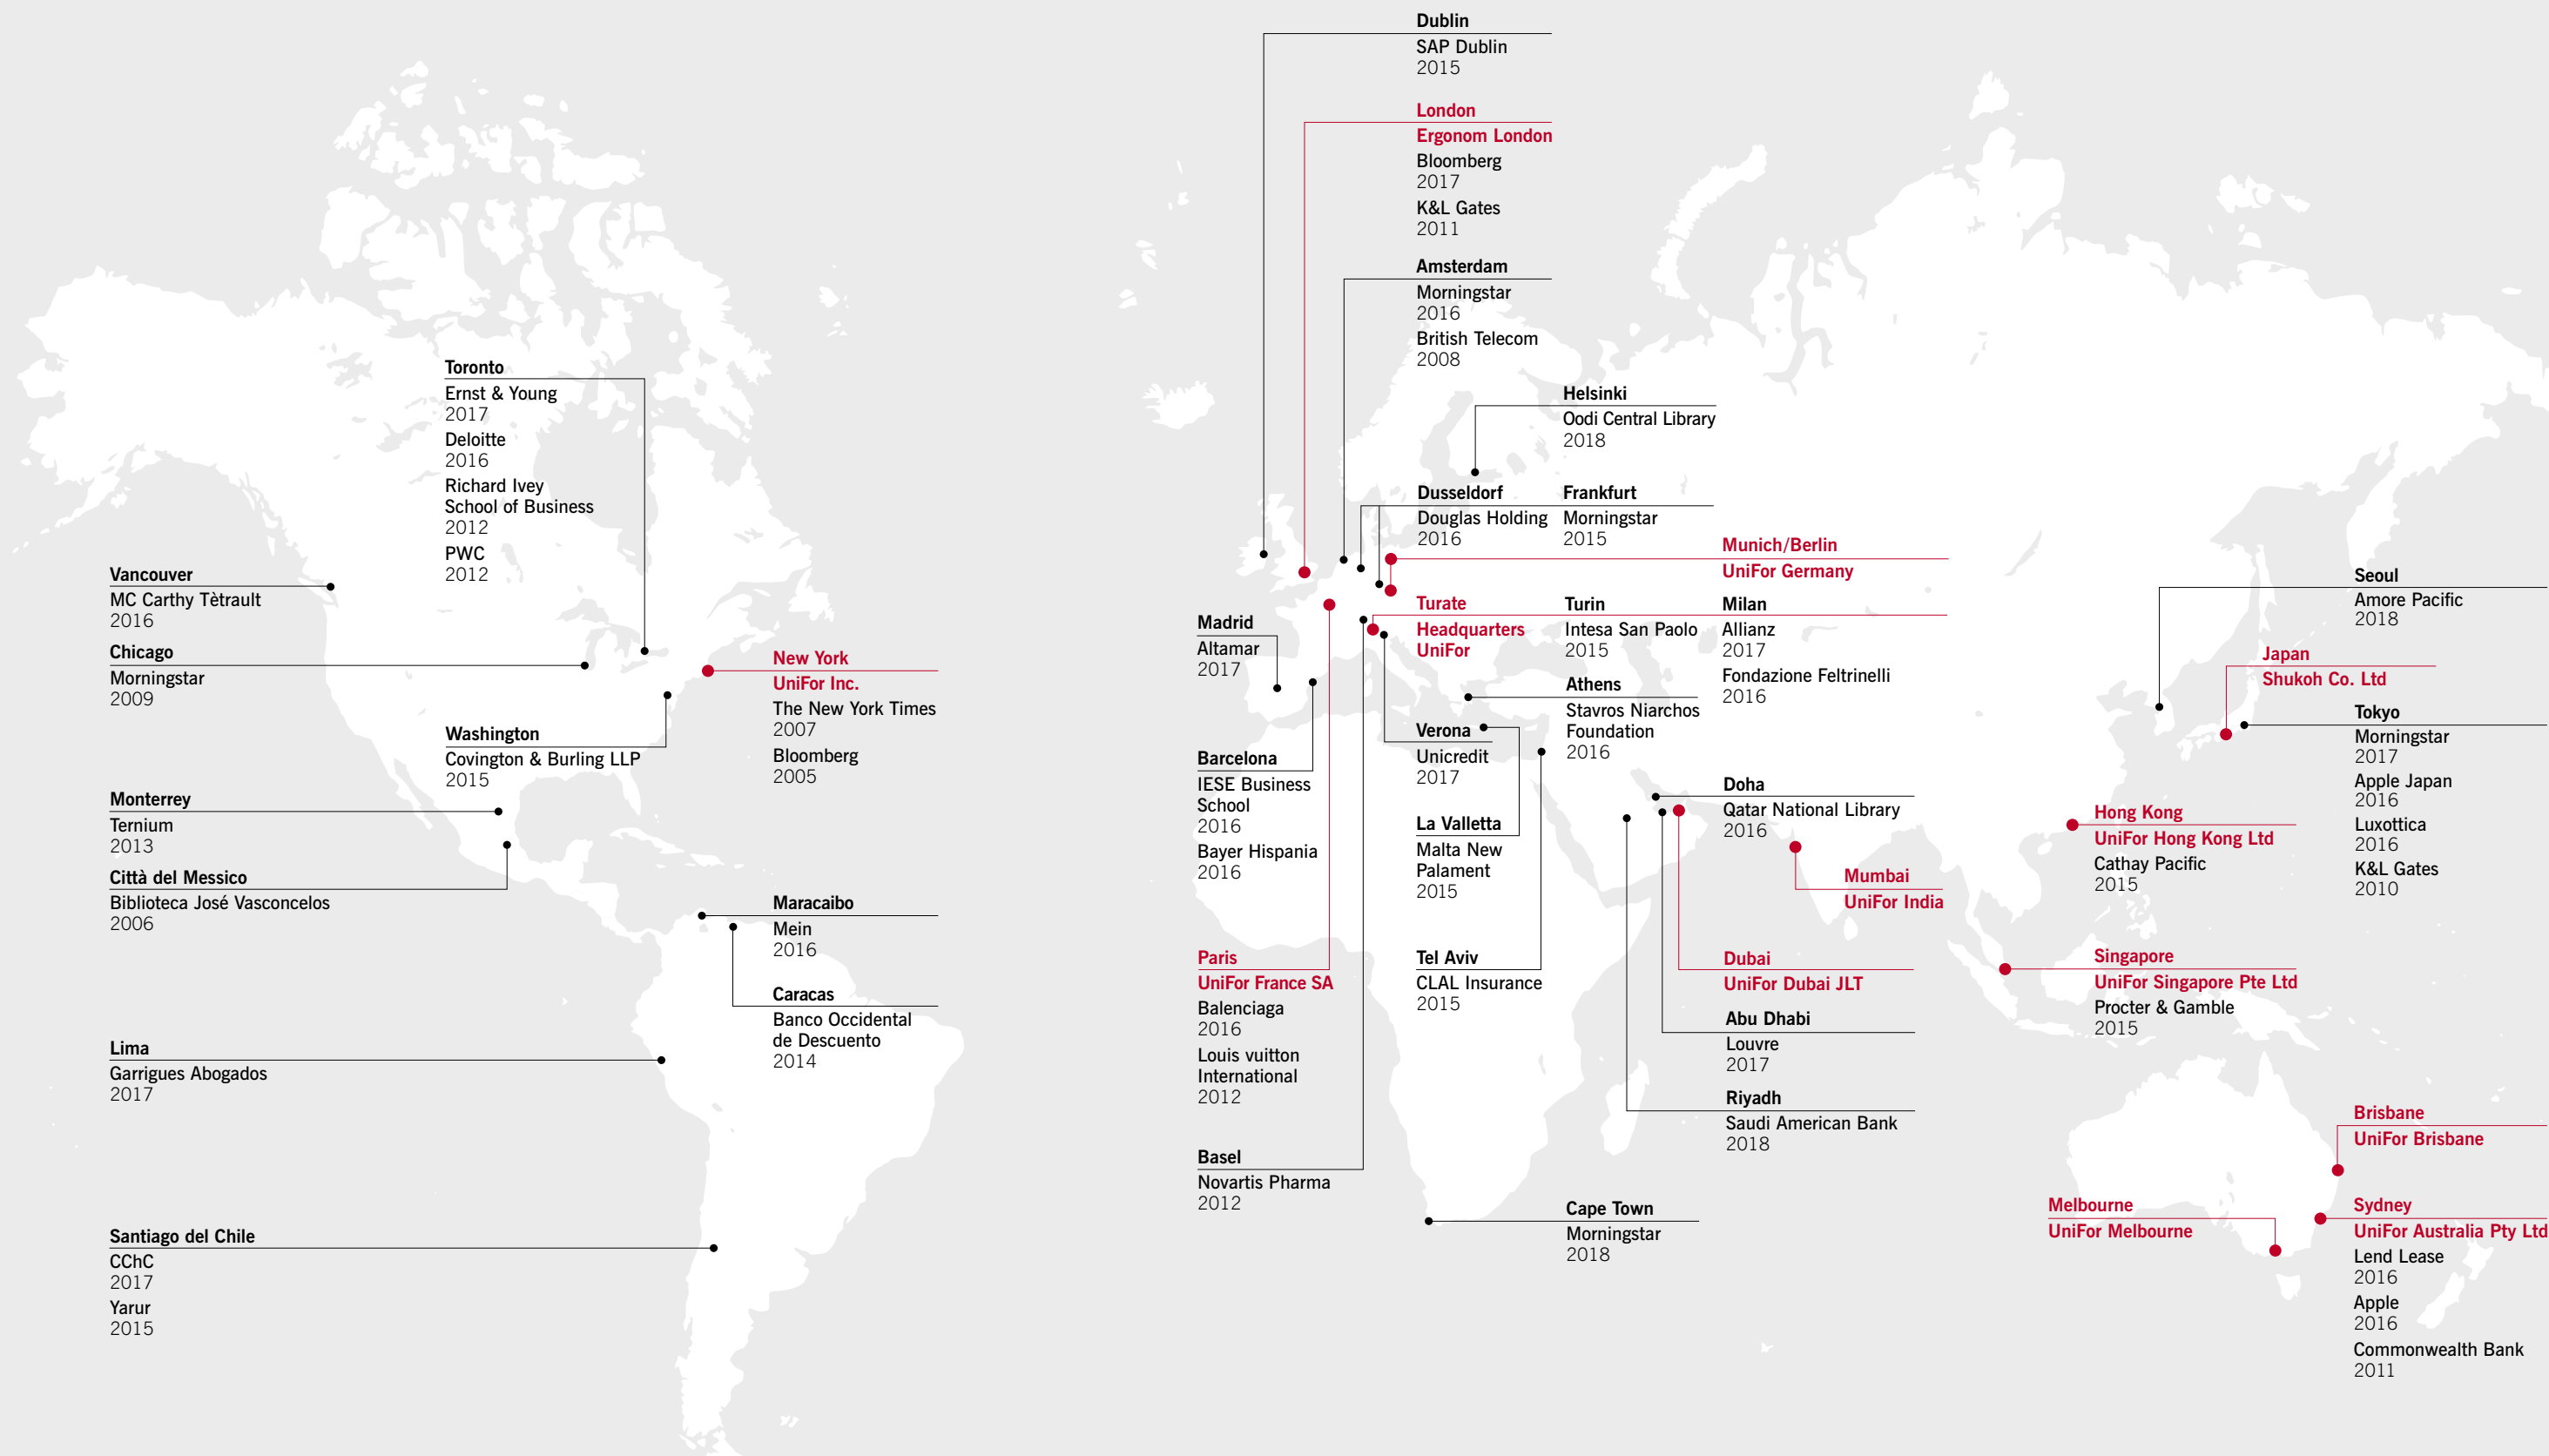 Toronto
Ernst & Young
2017
Deloitte
2016
Richard Ivey
School of Business
2012
PWC
2012
Vancouver
MC Carthy Tètrault
2016
Chicago
Morningstar
2009
New York
UniFor Inc.
The New York Times
2007
Bloomberg
2005
Washington
Covington & Burling LLP
2015
Monterrey
Ternium
2013
Città del Messico
Biblioteca José Vasconcelos
2006
Maracaibo
Mein
2016
Caracas
Banco Occidental
de Descuento
2014
Lima
Garrigues Abogados
2017
Santiago del Chile
CChC
2017
Yarur
2015
Dublin
SAP Dublin
2015
London
Ergonom London
Bloomberg
2017
K&L Gates
2011
Amsterdam
Morningstar
2016
British Telecom
2008
Helsinki
Oodi Central Library
2018
Dusseldorf
Douglas Holding
2016
Frankfurt
Morningstar
2015
Munich/Berlin
UniFor Germany
Turate
Headquarters
UniFor
Turin
Intesa San Paolo
2015
Milan
Allianz
2017
Fondazione Feltrinelli
2016
Madrid
Altamar
2017
Athens
Stavros Niarchos
Foundation
2016
Verona
Unicredit
2017
Barcelona
IESE Business
School
2016
Bayer Hispania
2016
La Valletta
Malta New
Palament
2015
Doha
Qatar National Library
2016
Mumbai
UniFor India
Paris
UniFor France SA
Balenciaga
2016
Louis vuitton
International
2012
Tel Aviv
CLAL Insurance
2015
Dubai
UniFor Dubai JLT
Abu Dhabi
Louvre
2017
Riyadh
Saudi American Bank
2018
Basel
Novartis Pharma
2012
Cape Town
Morningstar
2018
Seoul
Amore Pacific
2018
Japan
Shukoh Co. Ltd
Tokyo
Morningstar
2017
Apple Japan
2016
Luxottica
2016
K&L Gates
2010
Hong Kong
UniFor Hong Kong Ltd
Cathay Pacific
2015
Singapore
UniFor Singapore Pte Ltd
Procter & Gamble
2015
Brisbane
UniFor Brisbane
Melbourne
UniFor Melbourne
Sydney
UniFor Australia Pty Ltd
Lend Lease
2016
Apple
2016
Commonwealth Bank
2011